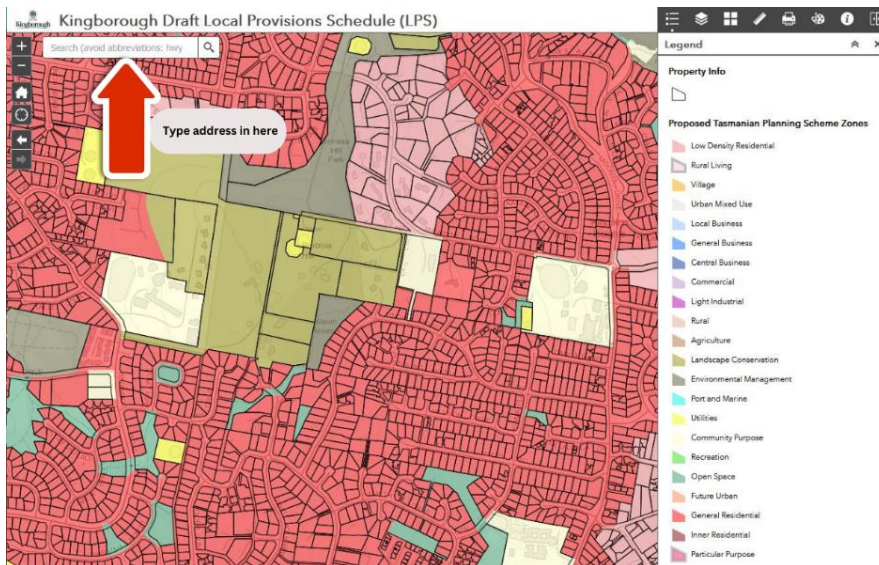 Kingborough
Kingborough Draft Local Provisions Schedule (LPS)
Search (avoid abbreviations: hwy
Type address in here
Legend
Property Info
Proposed Tasmanian Planning Scheme Zones
Low Density Residential
Rural Living
Village
Urban Mixed Use
Local Business
General Business
Central Business
Commercial
Light Industrial
Rural
Agriculture
Landscape Conservation
Environmental Management
Port and Marine
Utilities
Community Purpose
Recreation
Open Space
Future Urban
General Residential
Inner Residential
Particular Purpose
Hill
Park